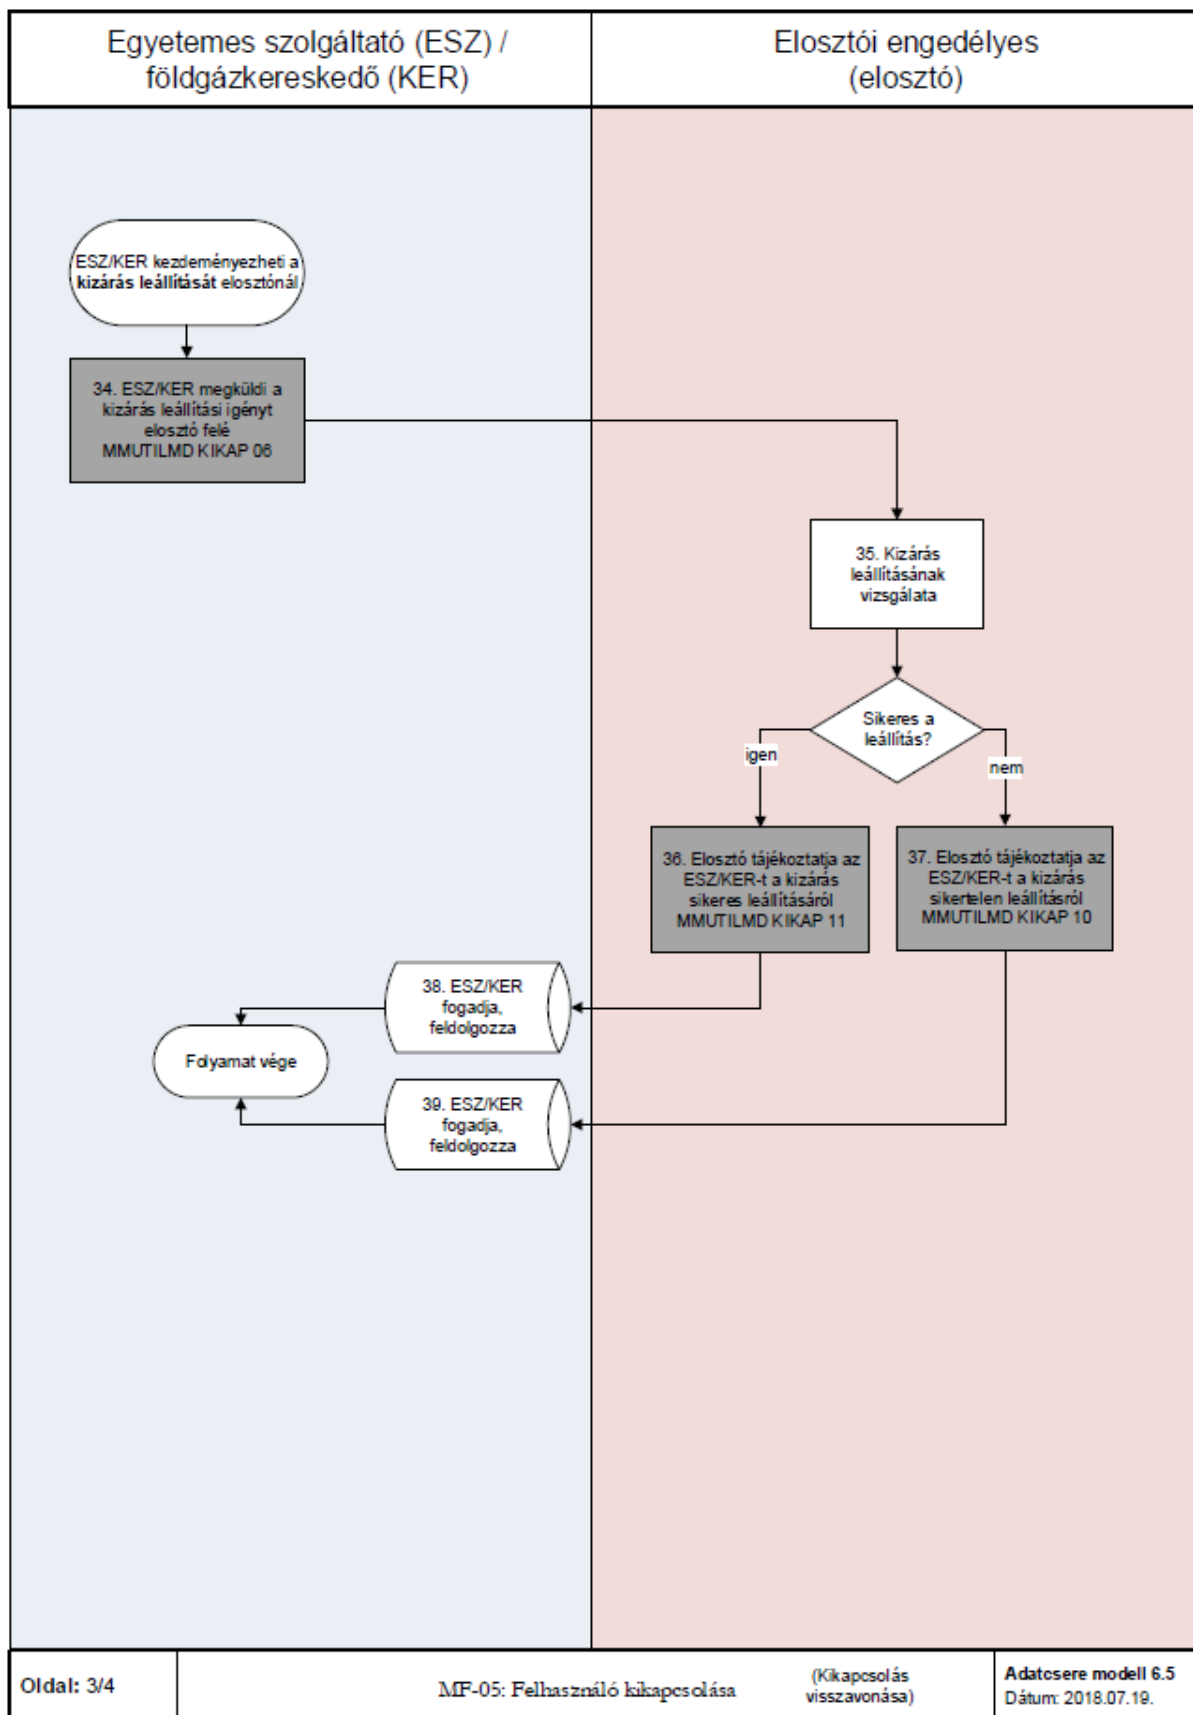 Egyetemes szolgáltató (ESZ) /
földgázkereskedő (KER)
Elosztói engedélyes
(elosztó)
ESZ/KER kezdeményezheti a
kizárás leállítását elosztónál
34. ESZ/KER megküldi a
kizárás leállítási igényt
elosztó felé
MMUTILMD KIKAP 06
35. Kizárás
leállításának
vizsgálata
Sikeres a
leállítás?
igen
nem
36. Elosztó tájékoztatja az
ESZ/KER-t a kizárás
sikeres leállításáról
MMUTILMD KIKAP 11
37. Elosztó tájékoztatja az
ESZ/KER-t a kizárás
sikertelen leállításról
MMUTILMD KIKAP 10
38. ESZ/KER
fogadja,
feldolgozza
Folyamat vége
39. ESZ/KER
fogadja,
feldolgozza
Oldal: 3/4
MF-05: Felhasználó kikapcsolása
(Kikapcsolás
visszavonása)
Adatcsere modell 6.5
Dátum: 2018.07.19.